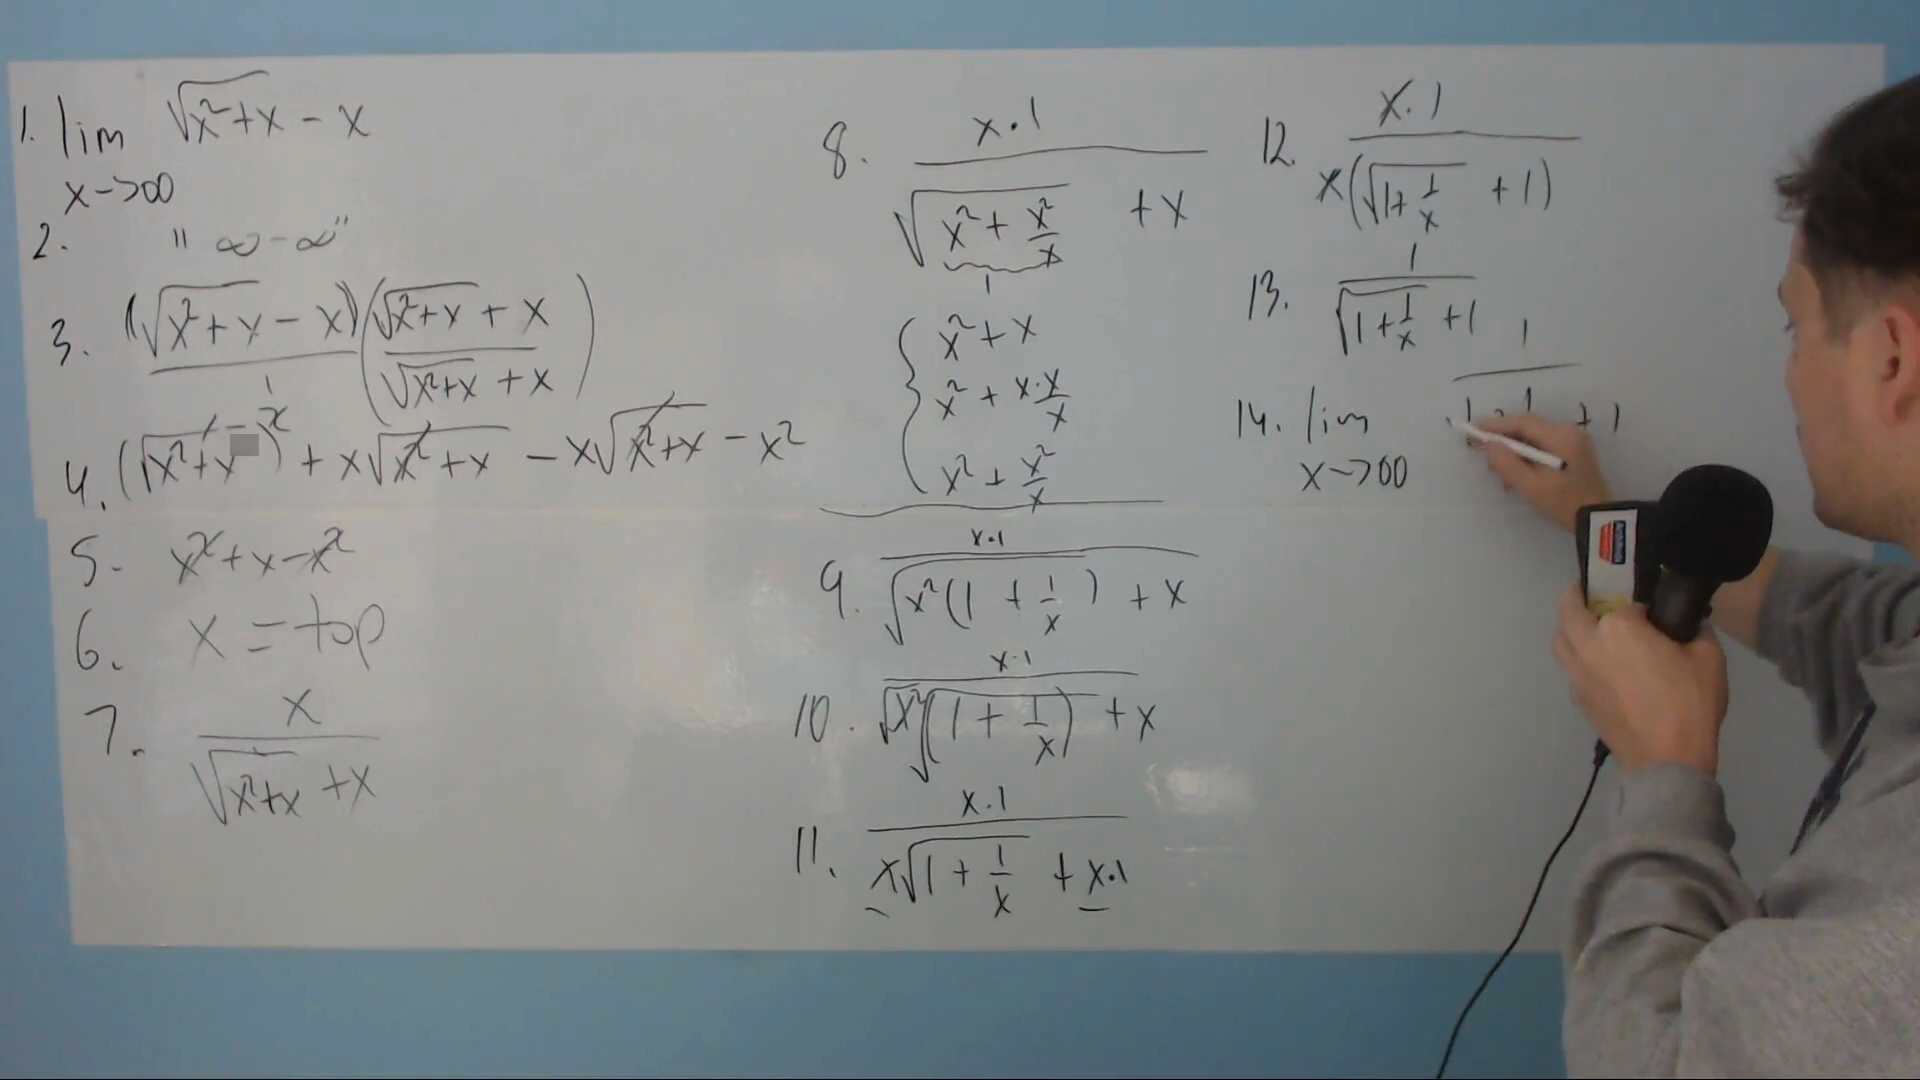 1. lim √x²+x - x
x->∞
2. "∞-∞"
3. (√x²+x - x)/1 (√x²+x + x / √x²+x + x)
4. (√x²+x)² + x√x²+x - x√x²+x - x²
5. x²+x-x²
6. x = top
7. x / √x²+x + x
8. x·1 / √x² + x²/x + x
1
x² + x
x² + x·x/x
x² + x²/x
9. x·1 / √x²(1 + 1/x) + x
10. x·1 / √x² √(1 + 1/x) + x
11. x·1 / x√1 + 1/x + x·1
12. x·1 / x(√1+1/x + 1)
13. 1 / √1+1/x +1
14. lim 1 / + 1
x->∞